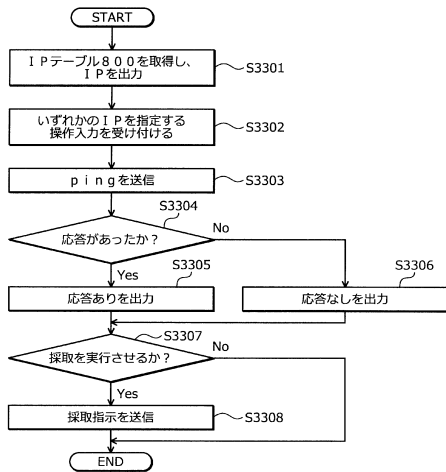 START
ＩＰテーブル８００を取得し、
ＩＰを出力
S3301
いずれかのＩＰを指定する
操作入力を受け付ける
S3302
ｐｉｎｇを送信
S3303
S3304
応答があったか？
No
Yes
S3305
S3306
応答ありを出力
応答なしを出力
S3307
採取を実行させるか？
No
Yes
採取指示を送信
S3308
END